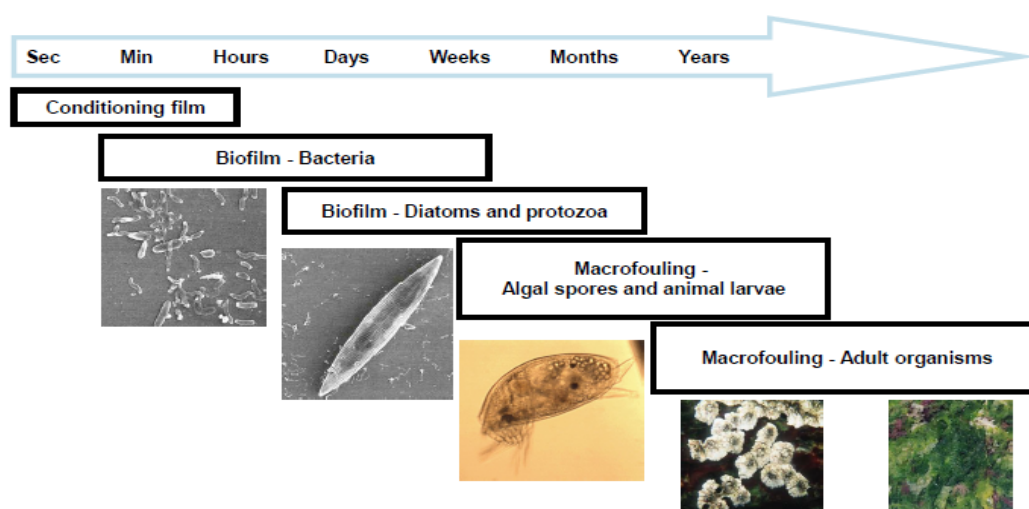 Sec Min Hours Days Weeks Months Years
Conditioning film
Biofilm - Bacteria
Biofilm - Diatoms and protozoa
Macrofouling -
Algal spores and animal larvae
Macrofouling - Adult organisms